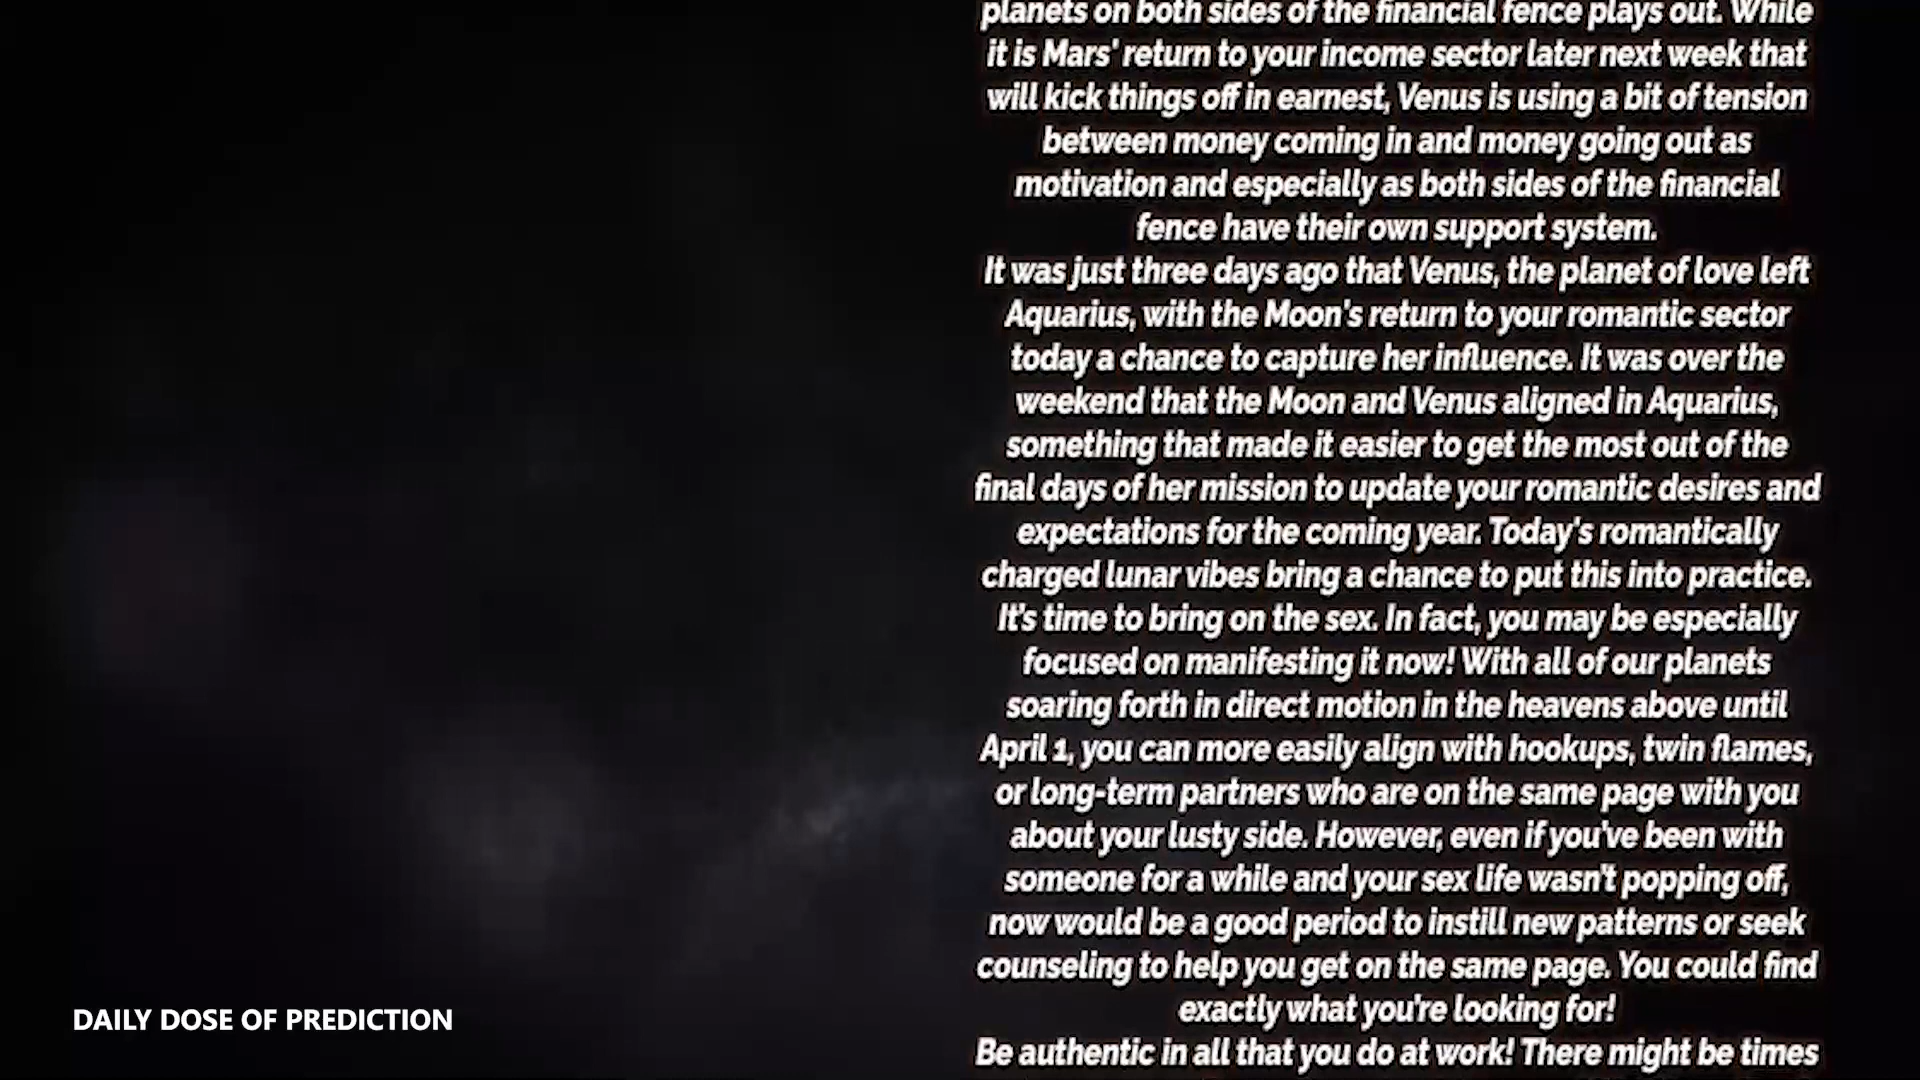 planets on both sides of the financial fence plays out. While
it is Mars' return to your income sector later next week that
will kick things off in earnest, Venus is using a bit of tension
between money coming in and money going out as
motivation and especially as both sides of the financial
fence have their own support system.
It was just three days ago that Venus, the planet of love left
Aquarius, with the Moon's return to your romantic sector
today a chance to capture her influence. It was over the
weekend that the Moon and Venus aligned in Aquarius,
something that made it easier to get the most out of the
final days of her mission to update your romantic desires and
expectations for the coming year. Today's romantically
charged lunar vibes bring a chance to put this into practice.
It's time to bring on the sex. In fact, you may be especially
focused on manifesting it now! With all of our planets
soaring forth in direct motion in the heavens above until
April 1, you can more easily align with hookups, twin flames,
or long-term partners who are on the same page with you
about your lusty side. However, even if you've been with
someone for a while and your sex life wasn't popping off,
now would be a good period to instill new patterns or seek
counseling to help you get on the same page. You could find
exactly what you're looking for!
Be authentic in all that you do at work! There might be times
DAILY DOSE OF PREDICTION